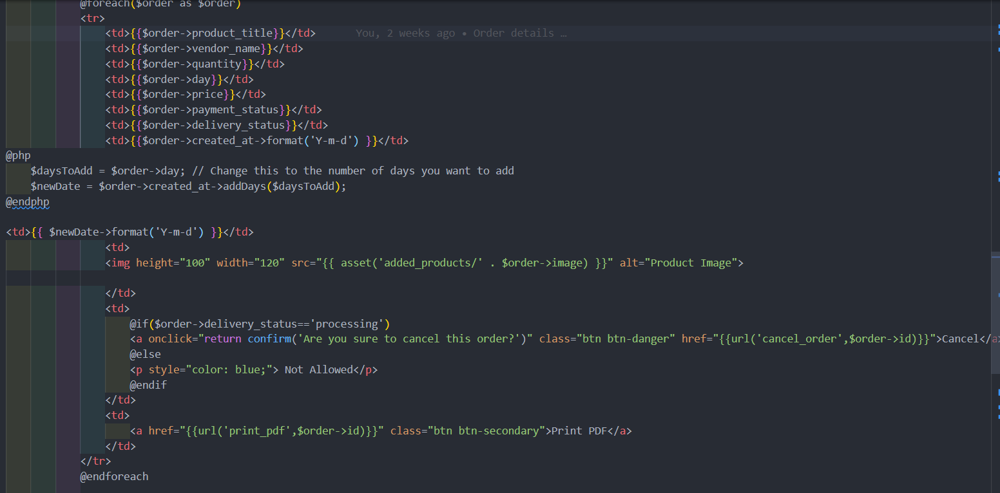 @foreach($order as $order)
<tr>
<td>{{$order->product_title}}</td> You, 2 weeks ago • Order details …
<td>{{$order->vendor_name}}</td>
<td>{{$order->quantity}}</td>
<td>{{$order->day}}</td>
<td>{{$order->price}}</td>
<td>{{$order->payment_status}}</td>
<td>{{$order->delivery_status}}</td>
<td>{{$order->created_at->format('Y-m-d') }}</td>
@php
$daysToAdd = $order->day; // Change this to the number of days you want to add
$newDate = $order->created_at->addDays($daysToAdd);
@endphp
<td>{{ $newDate->format('Y-m-d') }}</td>
<td>
<img height="100" width="120" src="{{ asset('added_products/' . $order->image) }}" alt="Product Image">
</td>
<td>
@if($order->delivery_status=='processing')
<a onclick="return confirm('Are you sure to cancel this order?')" class="btn btn-danger" href="{{url('cancel_order',$order->id)}}">Cancel</a>
@else
<p style="color: blue;"> Not Allowed</p>
@endif
</td>
<td>
<a href="{{url('print_pdf',$order->id)}}" class="btn btn-secondary">Print PDF</a>
</td>
</tr>
@endforeach